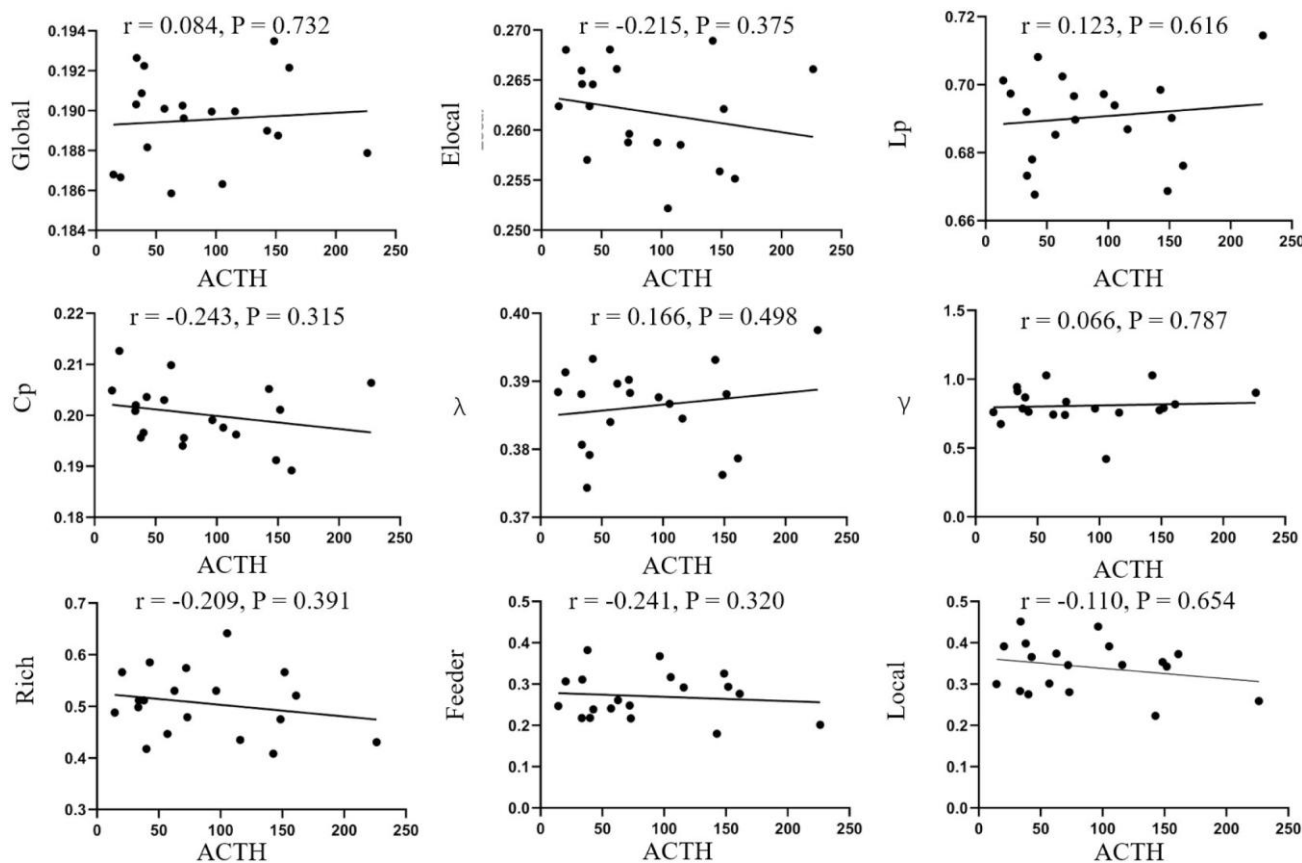 r = 0.084, P = 0.732
0.194
0.192
0.190
0.188
0.186
0.184
Global
0 50 100 150 200 250
ACTH
r = -0.215, P = 0.375
0.270
0.265
0.260
0.255
0.250
Elocal
0 50 100 150 200 250
ACTH
r = 0.123, P = 0.616
0.72
0.70
0.68
0.66
Lp
0 50 100 150 200 250
ACTH
r = -0.243, P = 0.315
0.22
0.21
0.20
0.19
0.18
Cp
0 50 100 150 200 250
ACTH
r = 0.166, P = 0.498
0.40
0.39
0.38
0.37
λ
0 50 100 150 200 250
ACTH
r = 0.066, P = 0.787
1.5
1.0
0.5
0.0
γ
0 50 100 150 200 250
ACTH
r = -0.209, P = 0.391
0.7
0.6
0.5
0.4
0.3
Rich
0 50 100 150 200 250
ACTH
r = -0.241, P = 0.320
0.5
0.4
0.3
0.2
0.1
0.0
Feeder
0 50 100 150 200 250
ACTH
r = -0.110, P = 0.654
0.5
0.4
0.3
0.2
0.1
0.0
Local
0 50 100 150 200 250
ACTH